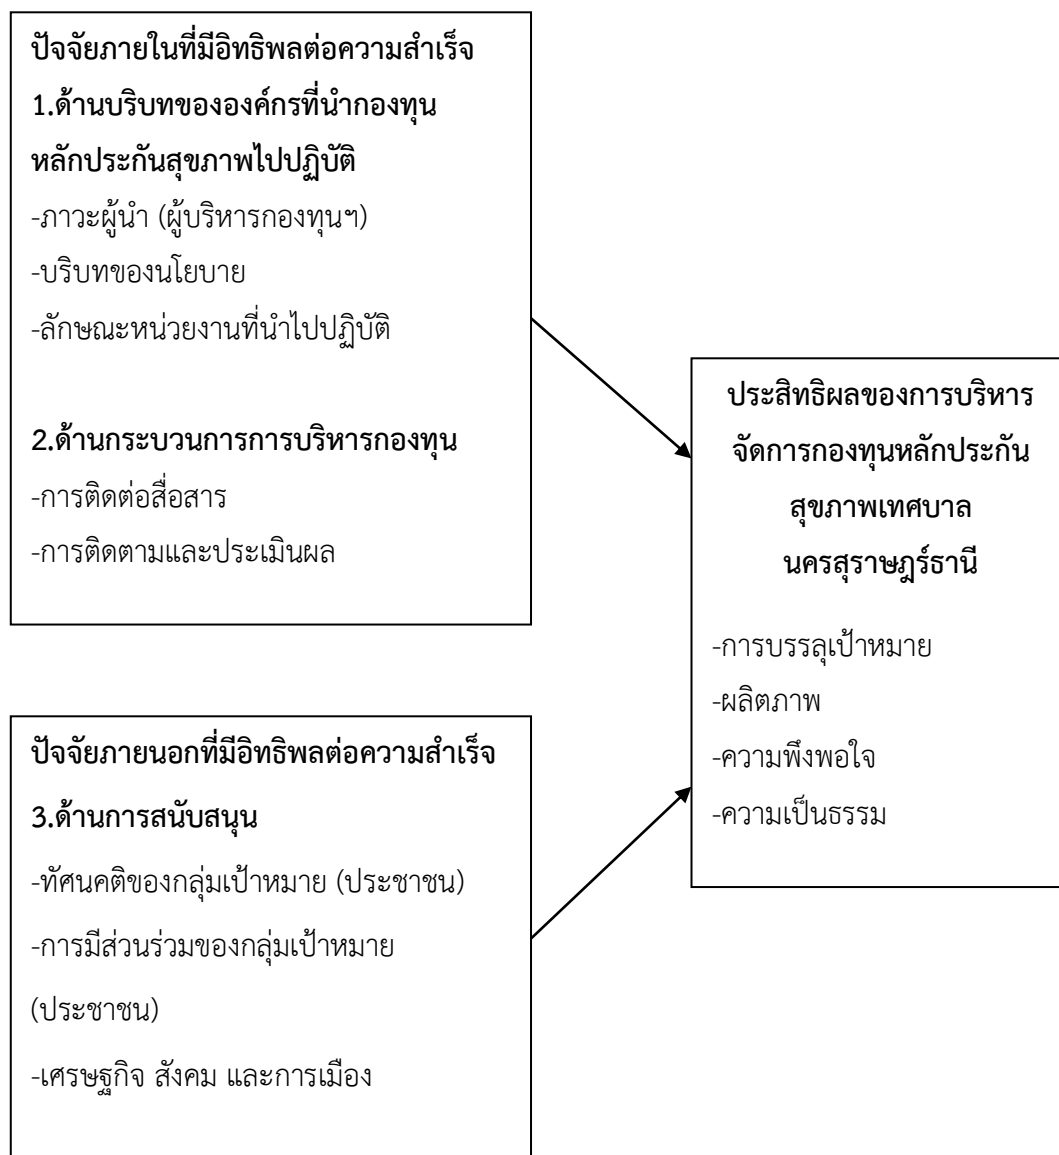 ปัจจัยภายในที่มีอิทธิพลต่อความสำเร็จ
1.ด้านบริบทขององค์กรที่นำกองทุน
หลักประกันสุขภาพไปปฏิบัติ
-ภาวะผู้นำ (ผู้บริหารกองทุนฯ)
-บริบทของนโยบาย
-ลักษณะหน่วยงานที่นำไปปฏิบัติ
2.ด้านกระบวนการการบริหารกองทุน
-การติดต่อสื่อสาร
-การติดตามและประเมินผล
ปัจจัยภายนอกที่มีอิทธิพลต่อความสำเร็จ
3.ด้านการสนับสนุน
-ทัศนคติของกลุ่มเป้าหมาย (ประชาชน)
-การมีส่วนร่วมของกลุ่มเป้าหมาย
(ประชาชน)
-เศรษฐกิจ สังคม และการเมือง
ประสิทธิผลของการบริหาร
จัดการกองทุนหลักประกัน
สุขภาพเทศบาล
นครสุราษฎร์ธานี
-การบรรลุเป้าหมาย
-ผลิตภาพ
-ความพึงพอใจ
-ความเป็นธรรม